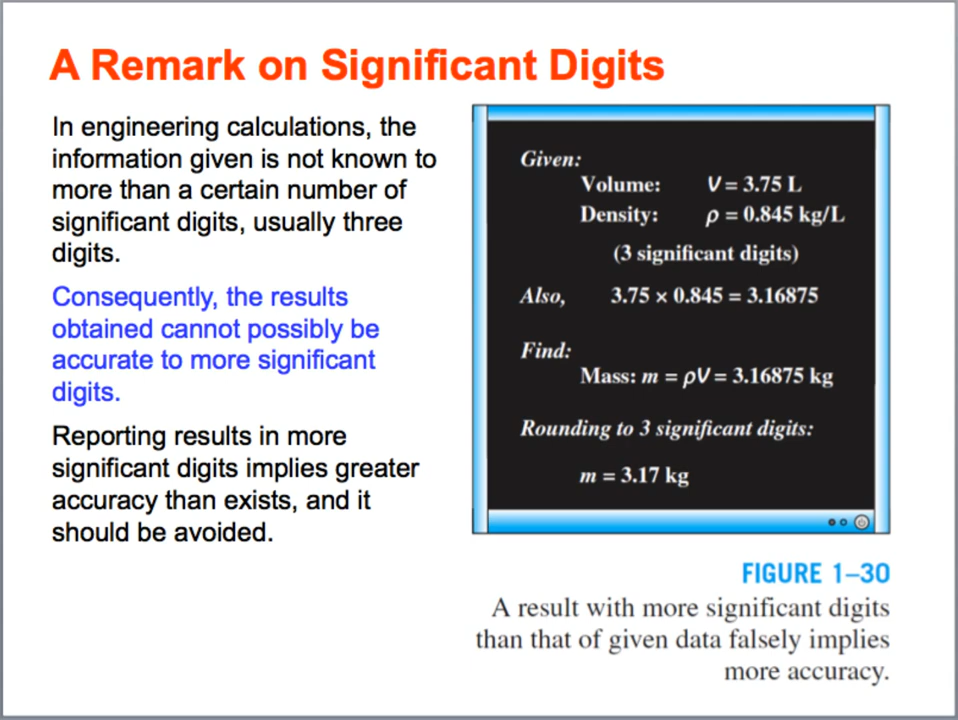 A Remark on Significant Digits
In engineering calculations, the
information given is not known to
more than a certain number of
significant digits, usually three
digits.
Consequently, the results
obtained cannot possibly be
accurate to more significant
digits.
Reporting results in more
significant digits implies greater
accuracy than exists, and it
should be avoided.
Given:
Volume: V = 3.75 L
Density: ρ = 0.845 kg/L
(3 significant digits)
Also, 3.75 × 0.845 = 3.16875
Find:
Mass: m = ρV = 3.16875 kg
Rounding to 3 significant digits:
m = 3.17 kg
FIGURE 1–30
A result with more significant digits
than that of given data falsely implies
more accuracy.